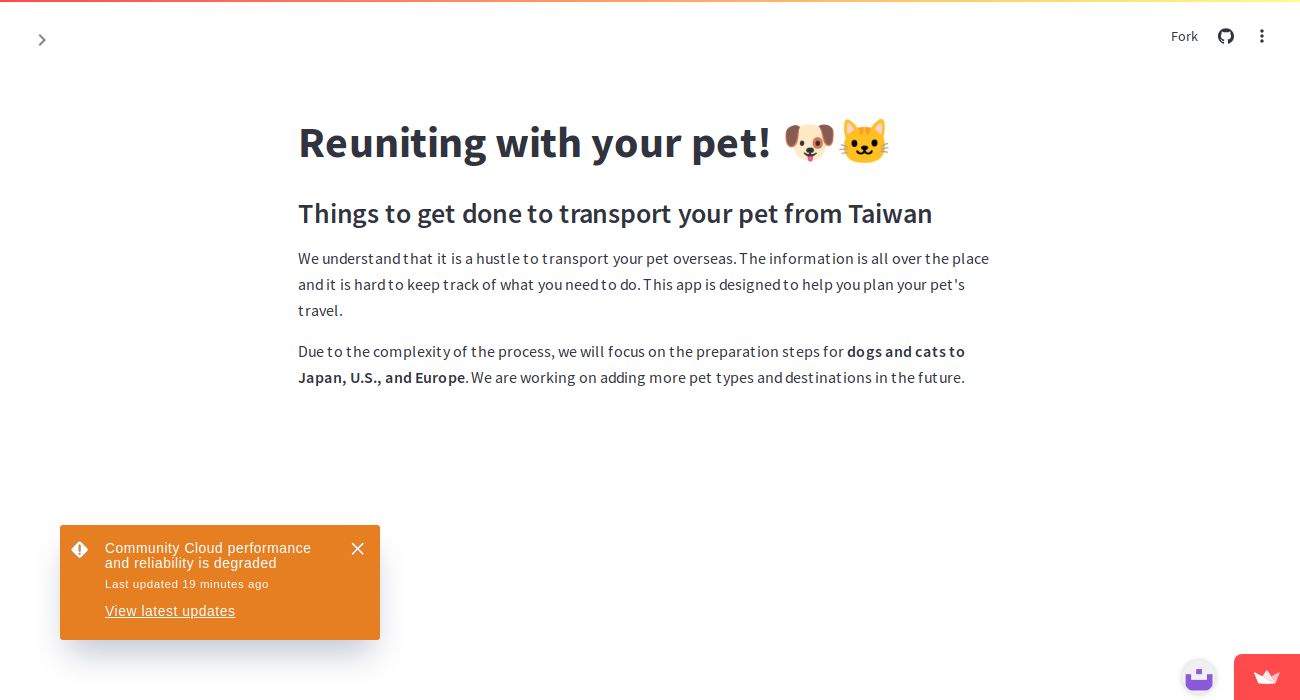 Fork
Reuniting with your pet! 🐶🐱
Things to get done to transport your pet from Taiwan
We understand that it is a hustle to transport your pet overseas. The information is all over the place
and it is hard to keep track of what you need to do. This app is designed to help you plan your pet's
travel.
Due to the complexity of the process, we will focus on the preparation steps for dogs and cats to
Japan, U.S., and Europe. We are working on adding more pet types and destinations in the future.
Community Cloud performance
and reliability is degraded
Last updated 19 minutes ago
View latest updates